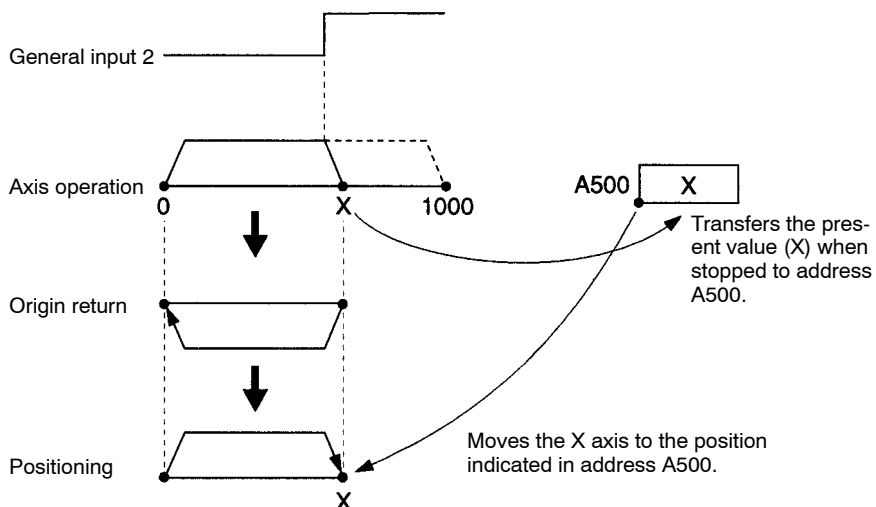 General input 2
Axis operation
0
X
1000
A500
X
Transfers the pres-
ent value (X) when
stopped to address
A500.
Origin return
Moves the X axis to the position
indicated in address A500.
Positioning
X